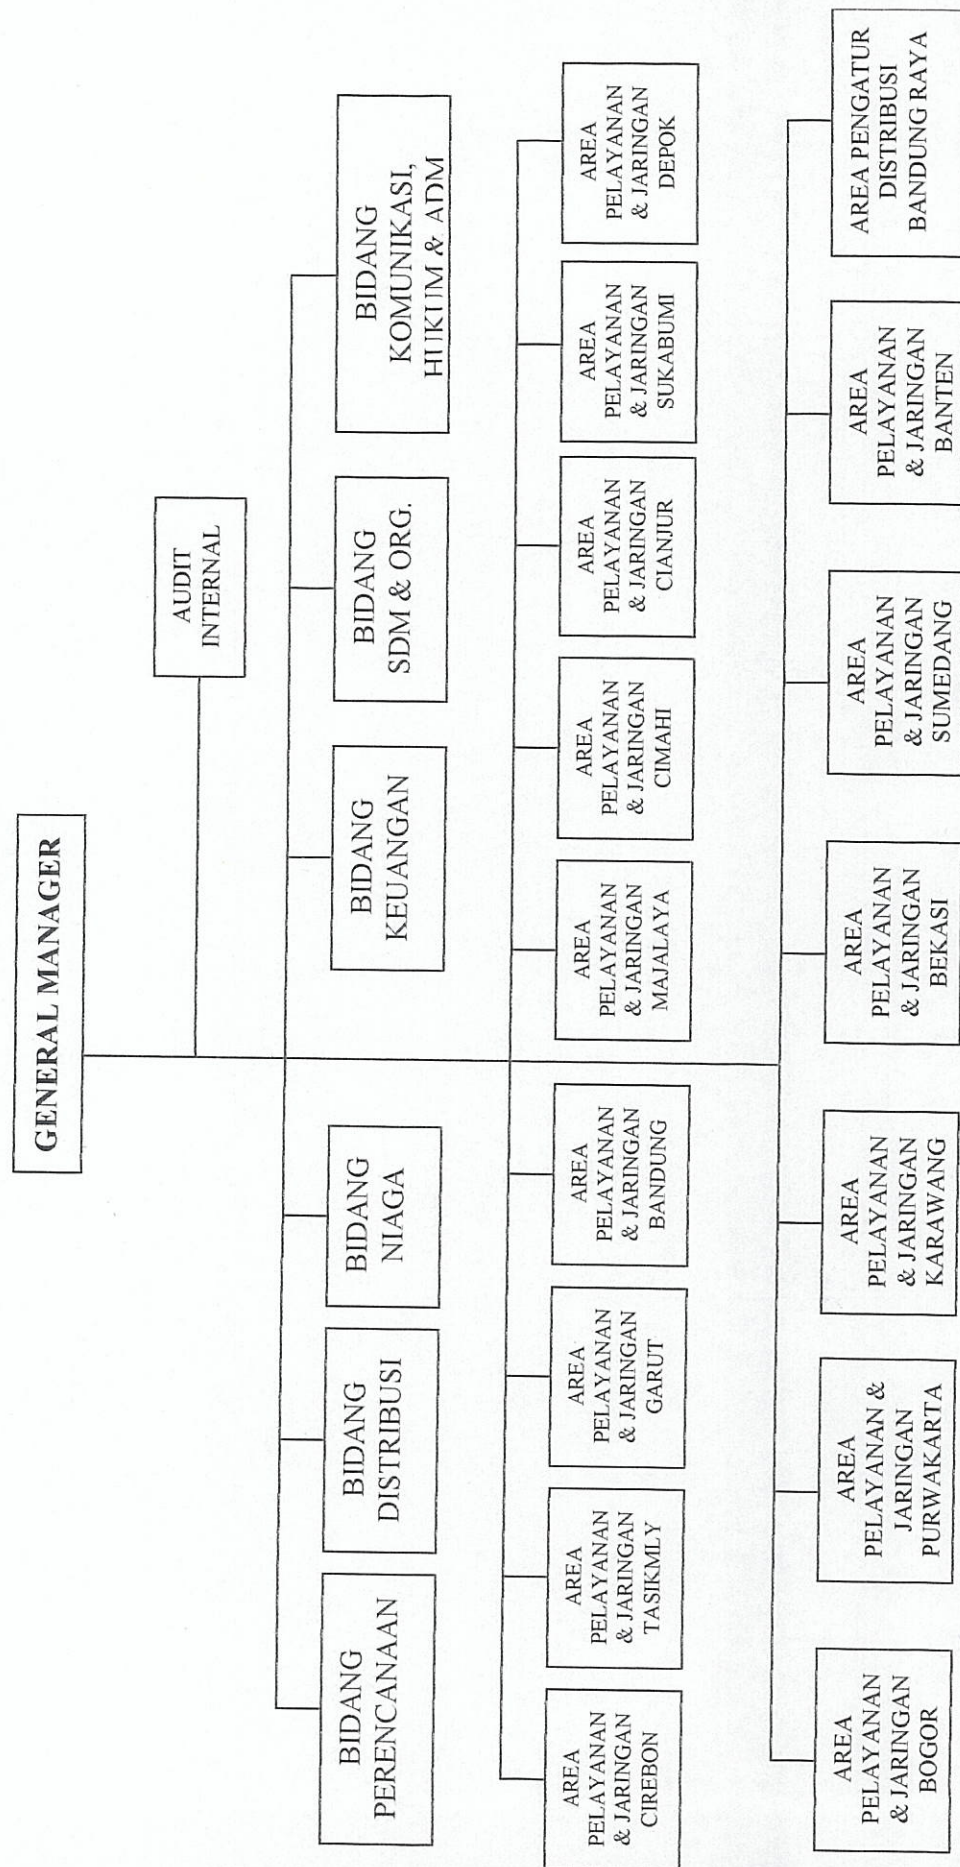 GENERAL MANAGER
AUDIT
INTERNAL
BIDANG
PERENCANAAN
BIDANG
DISTRIBUSI
BIDANG
NIAGA
BIDANG
KEUANGAN
BIDANG
SDM & ORG.
BIDANG
KOMUNIKASI,
HUKUM & ADM
AREA
PELAYANAN
& JARINGAN
CIREBON
AREA
PELAYANAN
& JARINGAN
TASIKMLY
AREA
PELAYANAN
& JARINGAN
GARUT
AREA
PELAYANAN
& JARINGAN
BANDUNG
AREA
PELAYANAN
& JARINGAN
MAJALAYA
AREA
PELAYANAN
& JARINGAN
CIMAHI
AREA
PELAYANAN
& JARINGAN
CIANJUR
AREA
PELAYANAN
& JARINGAN
SUKABUMI
AREA
PELAYANAN
& JARINGAN
DEPOK
AREA
PELAYANAN
& JARINGAN
BOGOR
AREA
PELAYANAN &
JARINGAN
PURWAKARTA
AREA
PELAYANAN
& JARINGAN
KARAWANG
AREA
PELAYANAN
& JARINGAN
BEKASI
AREA
PELAYANAN
& JARINGAN
SUMEDANG
AREA
PELAYANAN
& JARINGAN
BANTEN
AREA PENGATUR
DISTRIBUSI
BANDUNG RAYA